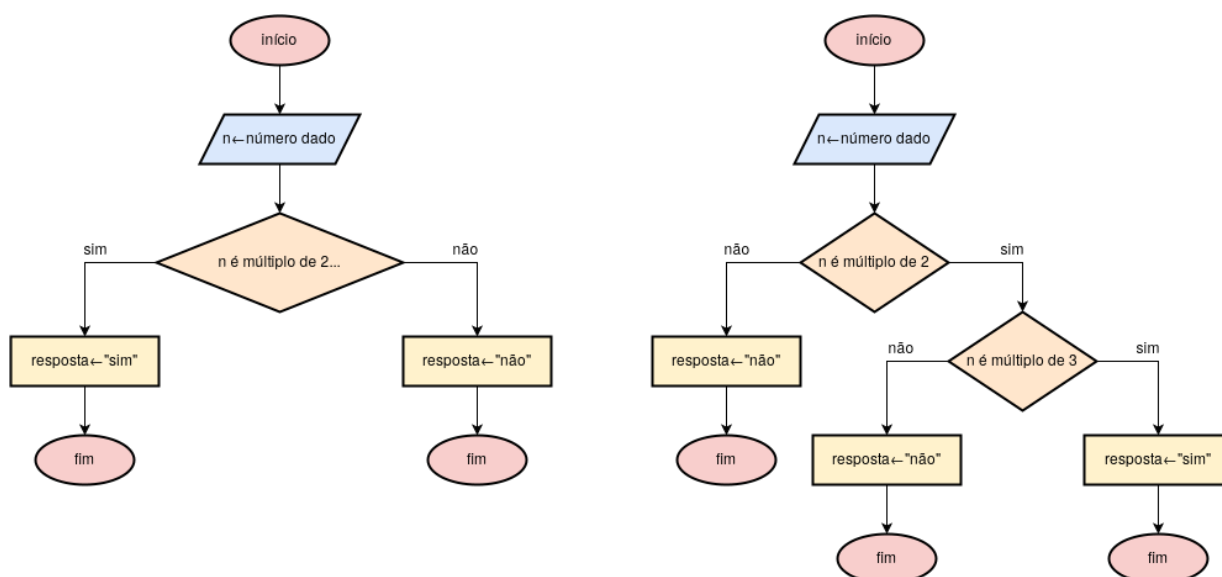 início
n←número dado
n é múltiplo de 2...
sim
não
resposta←"sim"
resposta←"não"
fim
fim
início
n←número dado
n é múltiplo de 2
não
sim
resposta←"não"
fim
n é múltiplo de 3
não
sim
resposta←"não"
resposta←"sim"
fim
fim